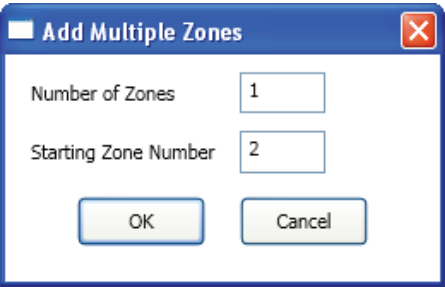 Add Multiple Zones
Number of Zones 1
Starting Zone Number 2
OK Cancel